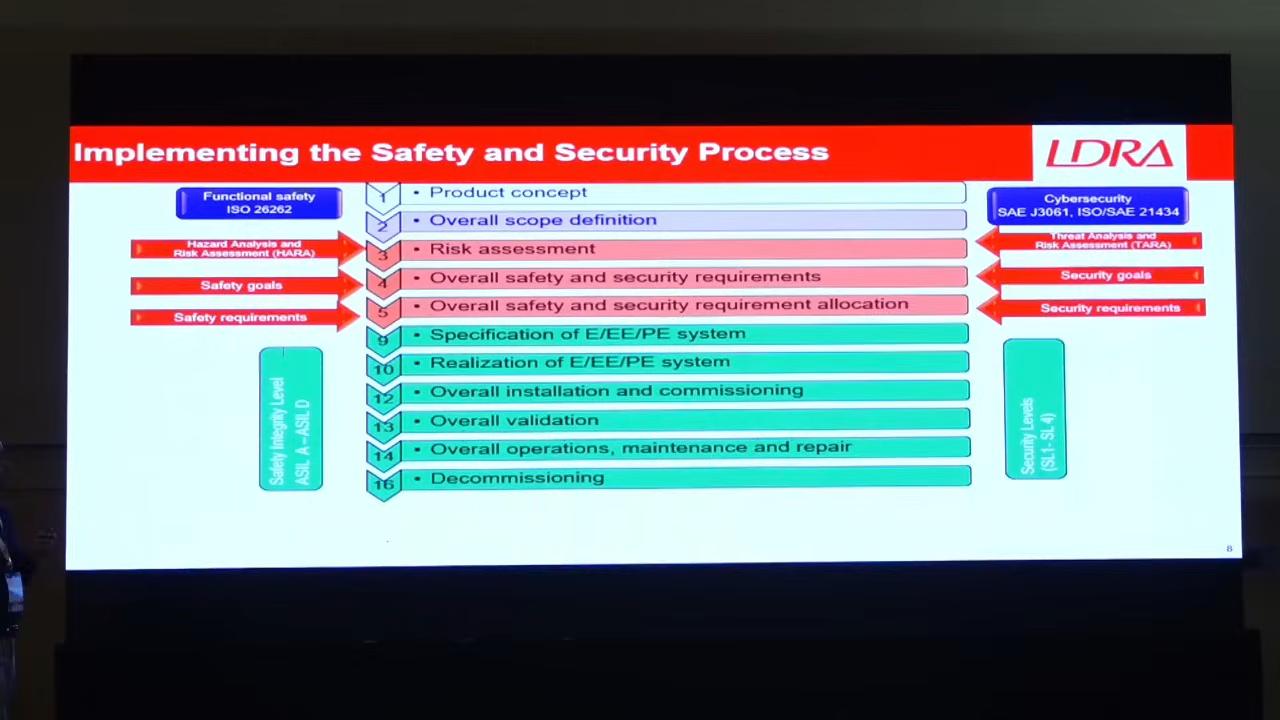 Implementing the Safety and Security Process
LDRA
Functional safety
ISO 26262
Hazard Analysis and
Risk Assessment (HARA)
Safety goals
Safety requirements
Safety Integrity Level
ASIL A – ASIL D
1 • Product concept
2 • Overall scope definition
3 • Risk assessment
4 • Overall safety and security requirements
5 • Overall safety and security requirement allocation
9 • Specification of E/EE/PE system
10 • Realization of E/EE/PE system
12 • Overall installation and commissioning
13 • Overall validation
14 • Overall operations, maintenance and repair
16 • Decommissioning
Cybersecurity
SAE J3061, ISO/SAE 21434
Threat Analysis and
Risk Assessment (TARA)
Security goals
Security requirements
Security Levels
(SL1- SL 4)
8